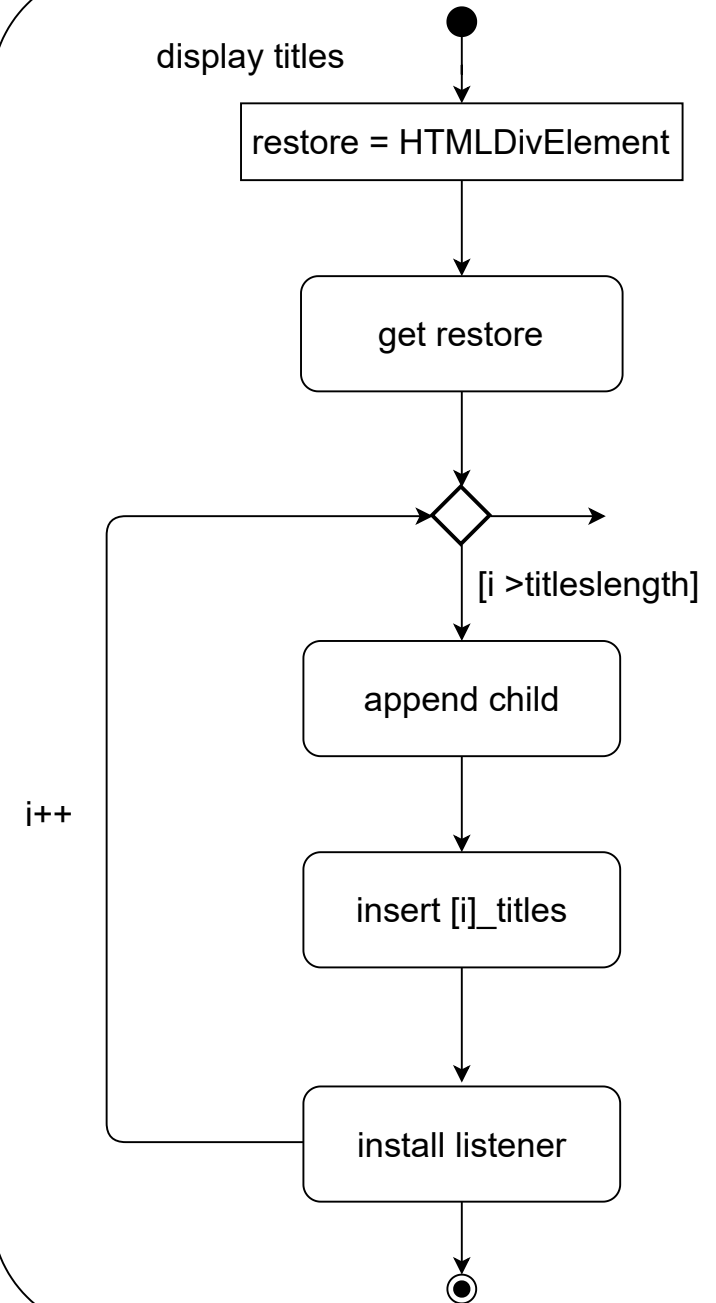 display titles
restore = HTMLDivElement
get restore
[i >titleslength]
append child
i++
insert [i]_titles
install listener